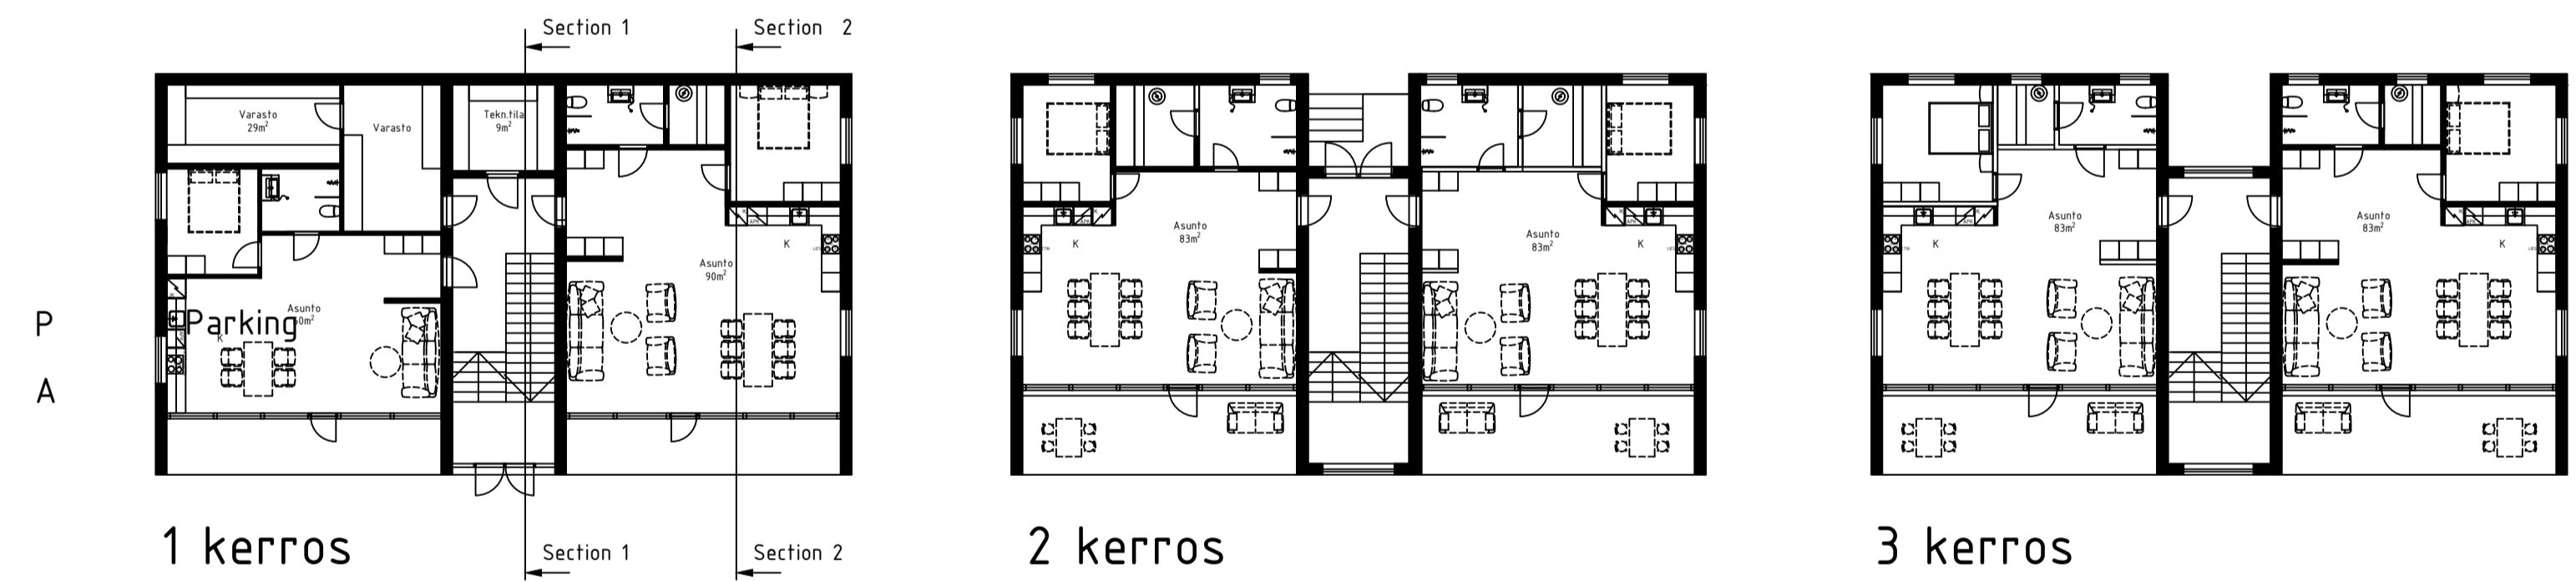 Section 1
Section 2
Varasto
29m²
Varasto
Tekn.tila
9m²
Asunto
90m²
K
Asunto
Parking
K
P
A
Section 1
Section 2
1 kerros
Asunto
83m²
K
Asunto
83m²
K
2 kerros
Asunto
83m²
K
Asunto
83m²
K
3 kerros